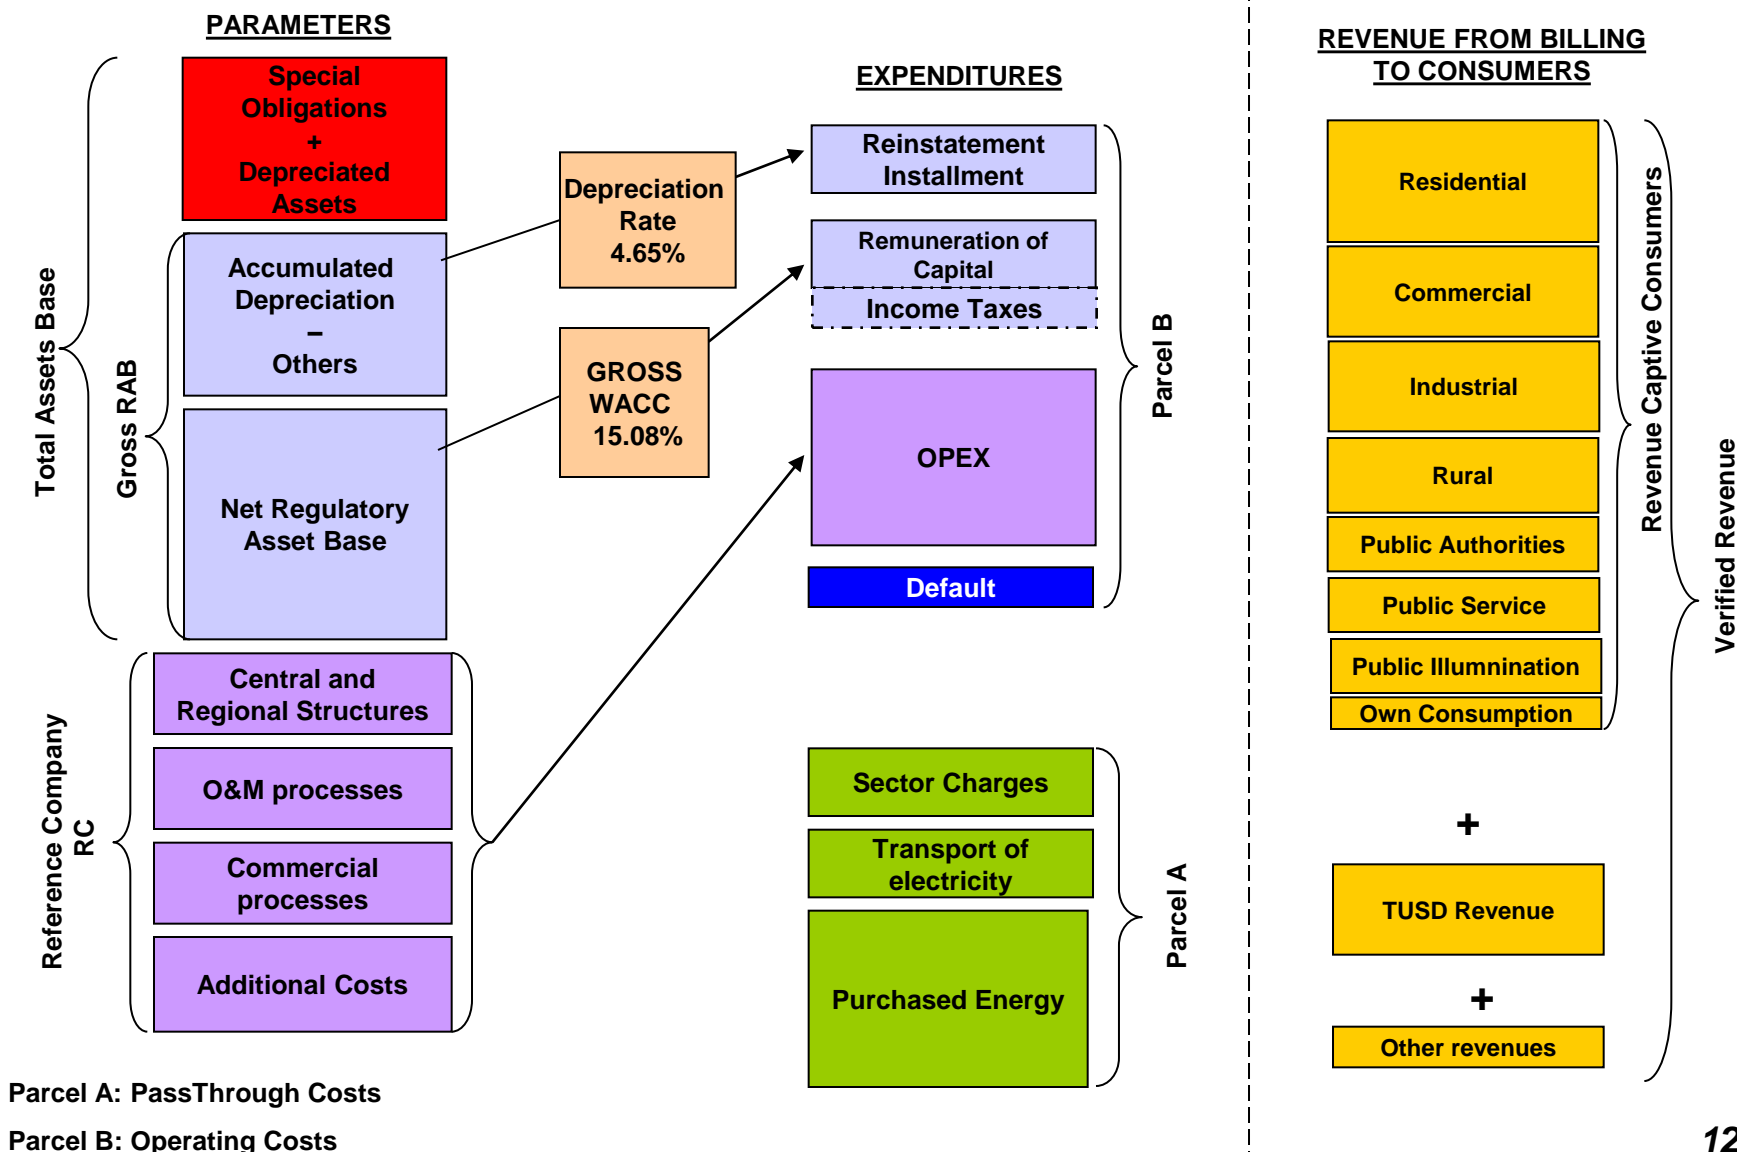 PARAMETERS
Special
Obligations
+
Depreciated
Assets
Accumulated
Depreciation
–
Others
Net Regulatory
Asset Base
Total Assets Base
Gross RAB
Central and
Regional Structures
O&M processes
Commercial
processes
Additional Costs
Reference Company
RC
Depreciation
Rate
4.65%
GROSS
WACC
15.08%
EXPENDITURES
Reinstatement
Installment
Remuneration of
Capital
Income Taxes
OPEX
Default
Parcel B
Sector Charges
Transport of
electricity
Purchased Energy
Parcel A
REVENUE FROM BILLING
TO CONSUMERS
Residential
Commercial
Industrial
Rural
Public Authorities
Public Service
Public Illumnination
Own Consumption
Revenue Captive Consumers
+
TUSD Revenue
+
Other revenues
Verified Revenue
Parcel A: PassThrough Costs
Parcel B: Operating Costs
12